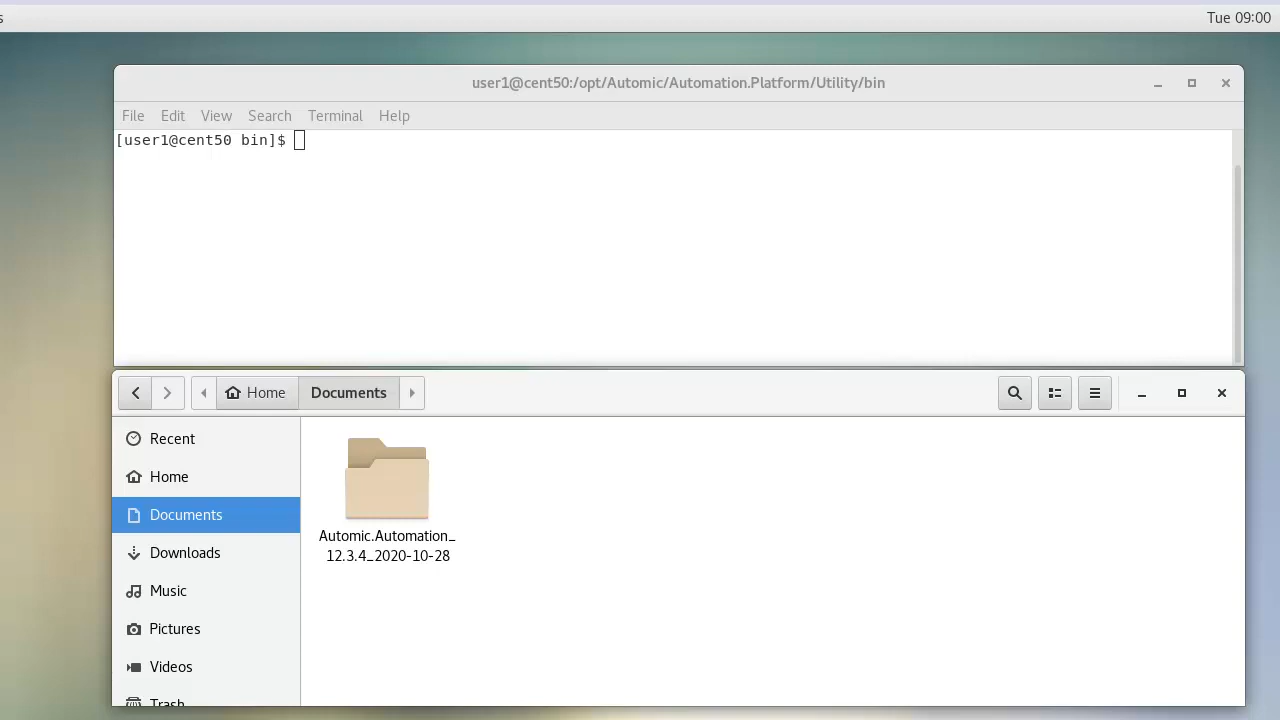 s
Tue 09:00
user1@cent50:/opt/Automic/Automation.Platform/Utility/bin
File Edit View Search Terminal Help
[user1@cent50 bin]$
Home Documents
Recent
Home
Documents
Downloads
Music
Pictures
Videos
Trash
Automic.Automation_
12.3.4_2020-10-28